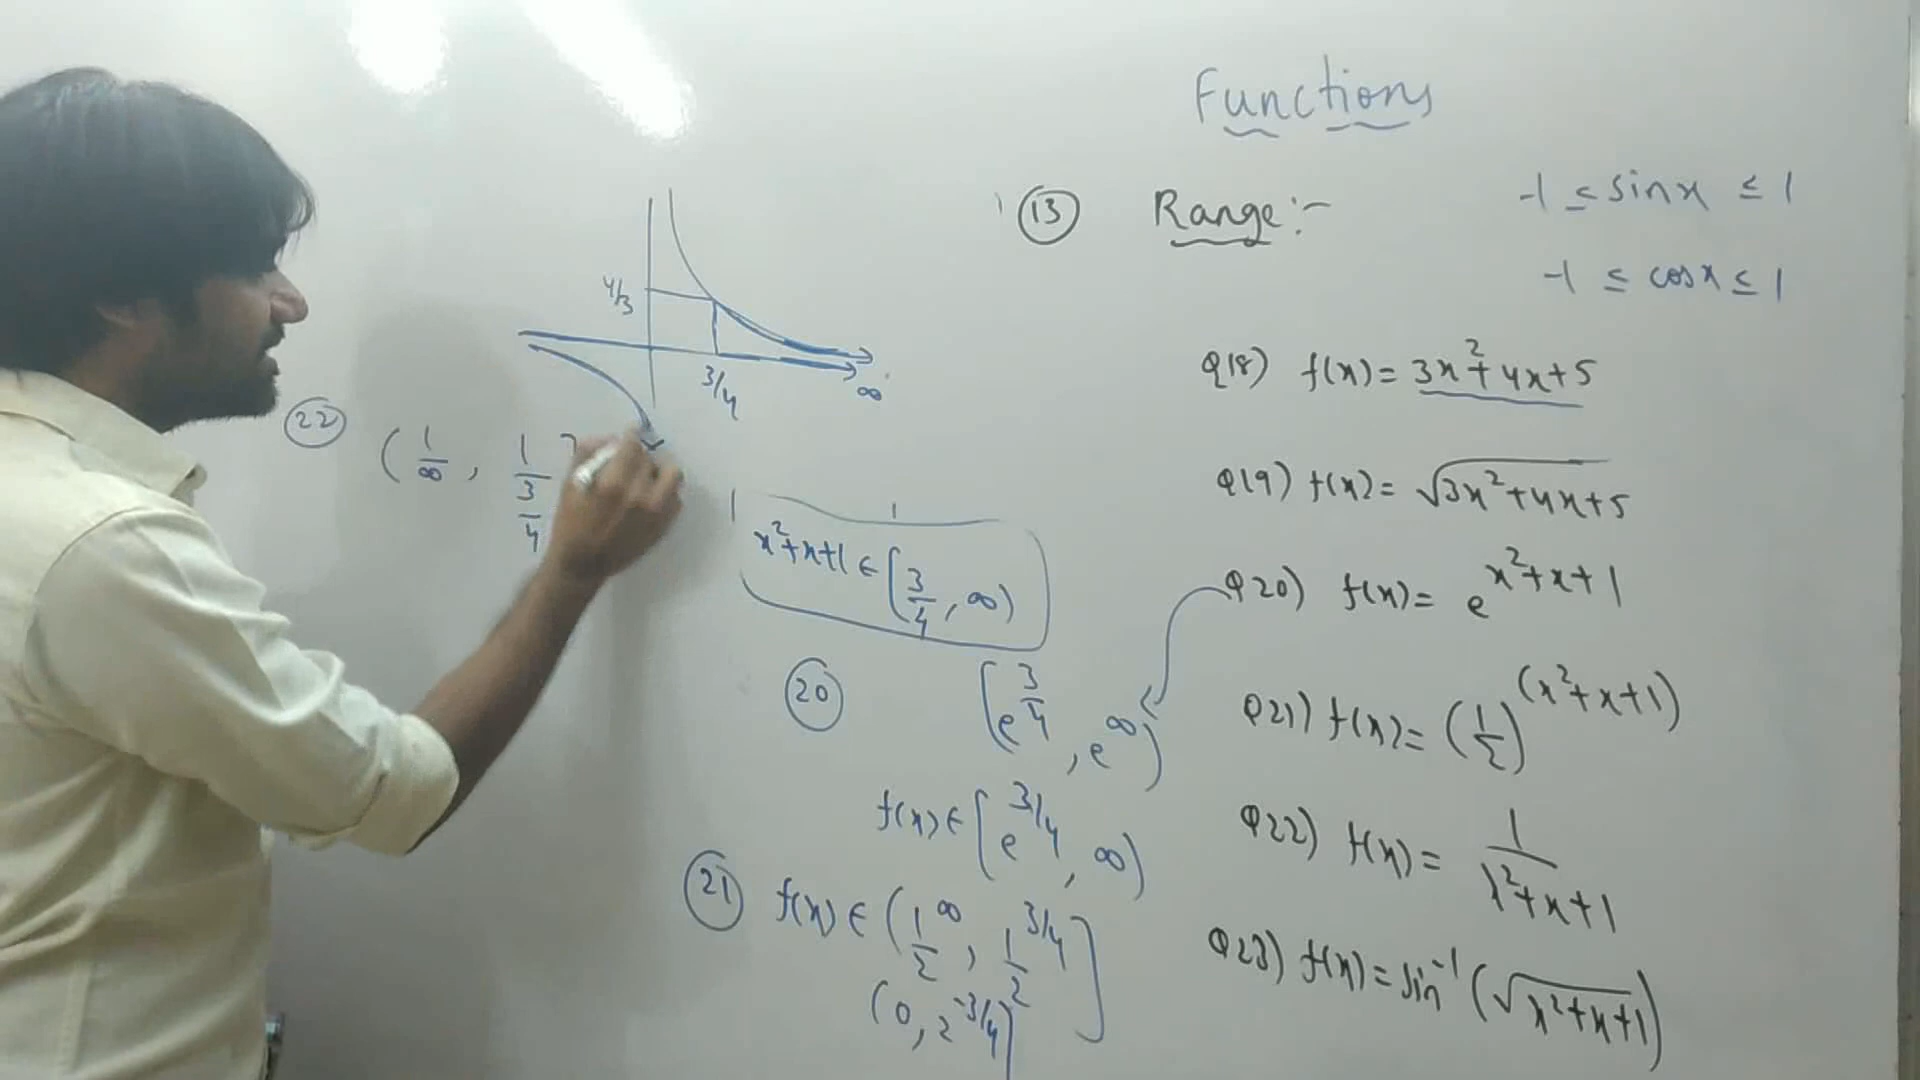 Functions
(13) Range:-
-1 ≤ sinx ≤ 1
-1 ≤ cosx ≤ 1
Q18) f(x) = 3x²+4x+5
Q19) f(x) = √3x²+4x+5
Q20) f(x) = e^x²+x+1
Q21) f(x) = (1/2)^(x²+x+1)
Q22) f(x) = 1/x²+x+1
Q23) f(x) = sin⁻¹(√x²+x+1)
4/3
3/4
∞
(22) (1/∞, 1/3/4
x²+x+1 ∈ [3/4, ∞)
(20) [e^3/4, e^∞)
f(x) ∈ [e^3/4, ∞)
(21) f(x) ∈ (1/2^∞, 1/2^3/4]
(0, 2^-3/4]